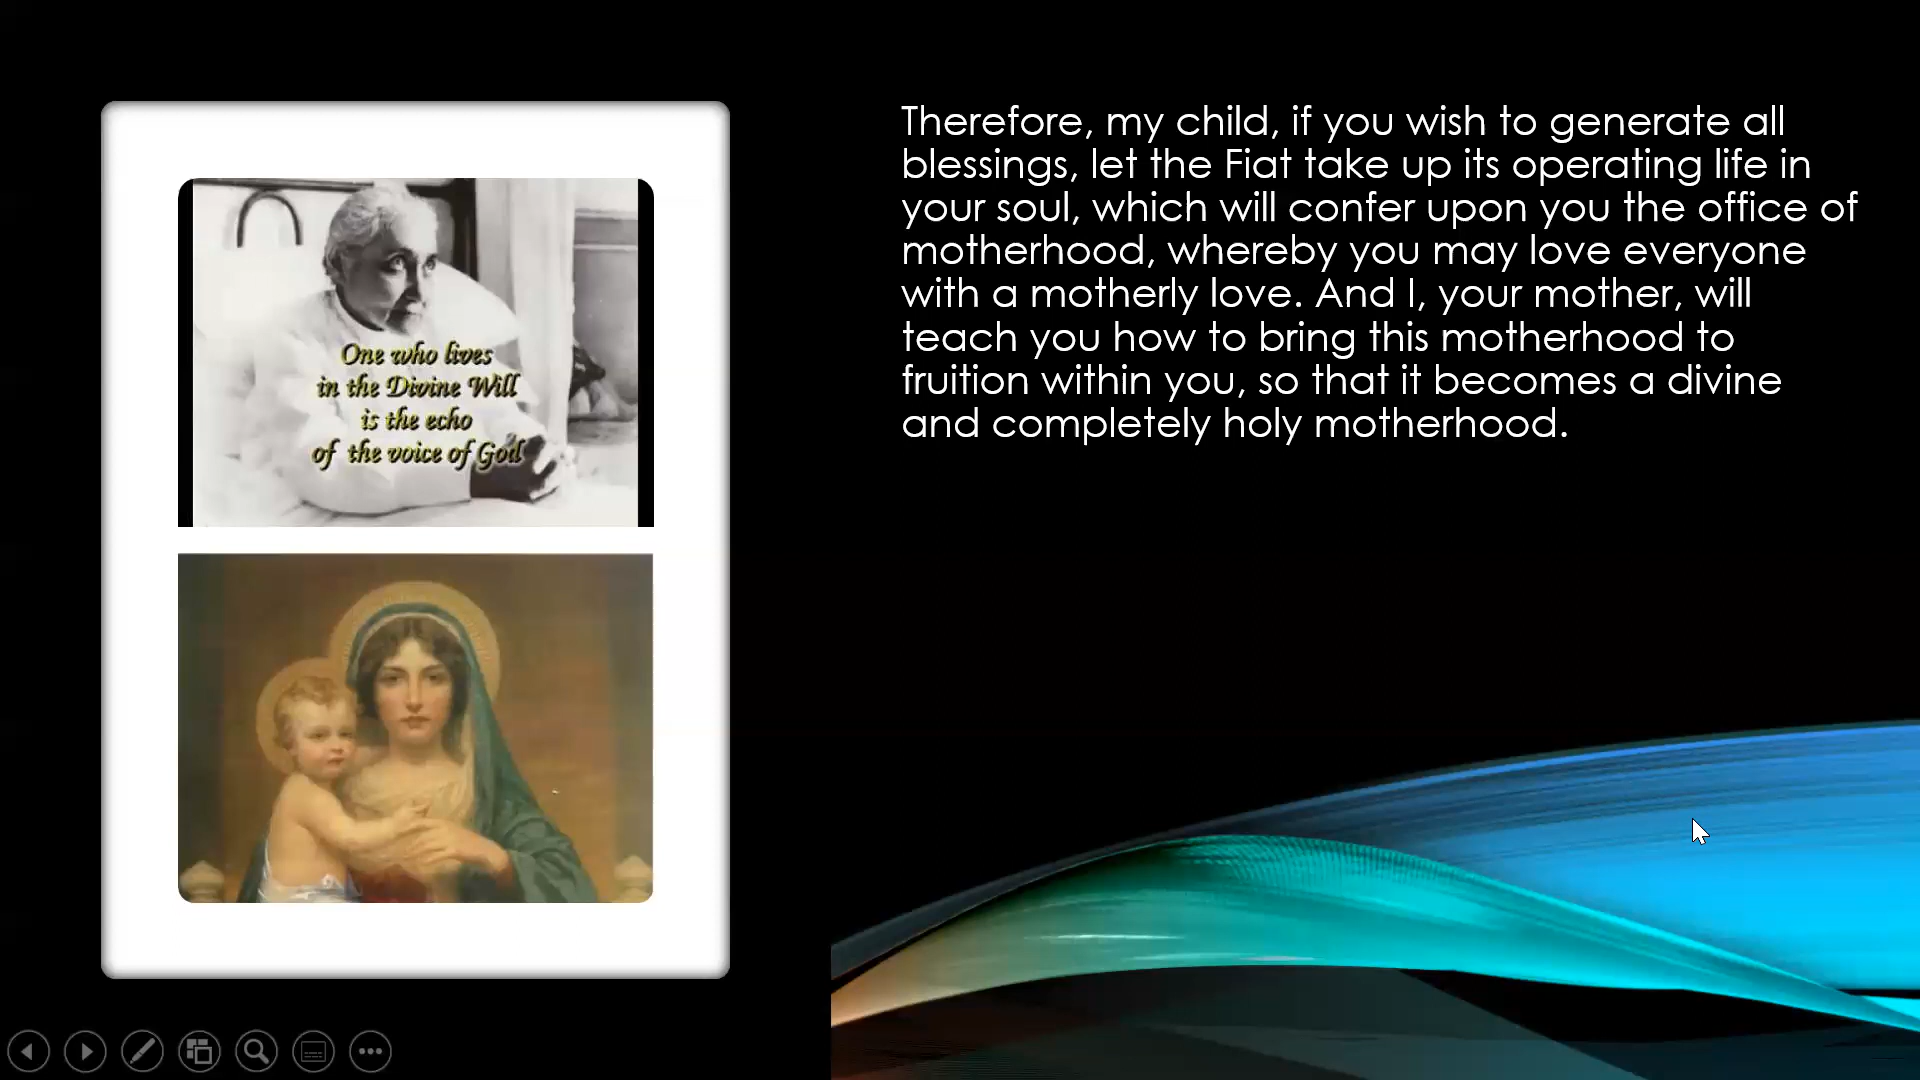 One who lives
in the Divine Will
is the echo
of the voice of God
Therefore, my child, if you wish to generate all
blessings, let the Fiat take up its operating life in
your soul, which will confer upon you the office of
motherhood, whereby you may love everyone
with a motherly love. And I, your mother, will
teach you how to bring this motherhood to
fruition within you, so that it becomes a divine
and completely holy motherhood.